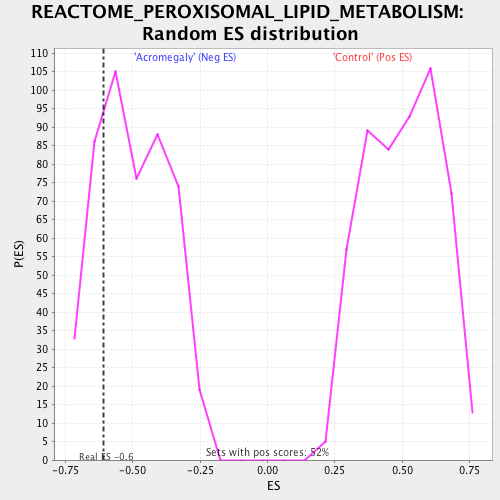 REACTOME_PEROXISOMAL_LIPID_METABOLISM:
Random ES distribution
'Acromegaly' (Neg ES)
'Control' (Pos ES)
110
105
100
95
90
85
80
75
70
65
60
55
50
45
40
35
30
25
20
15
10
5
0
P(ES)
Real ES -0.6
Sets with pos scores: 52%
-0.75 -0.50 -0.25 0.00 0.25 0.50 0.75
ES